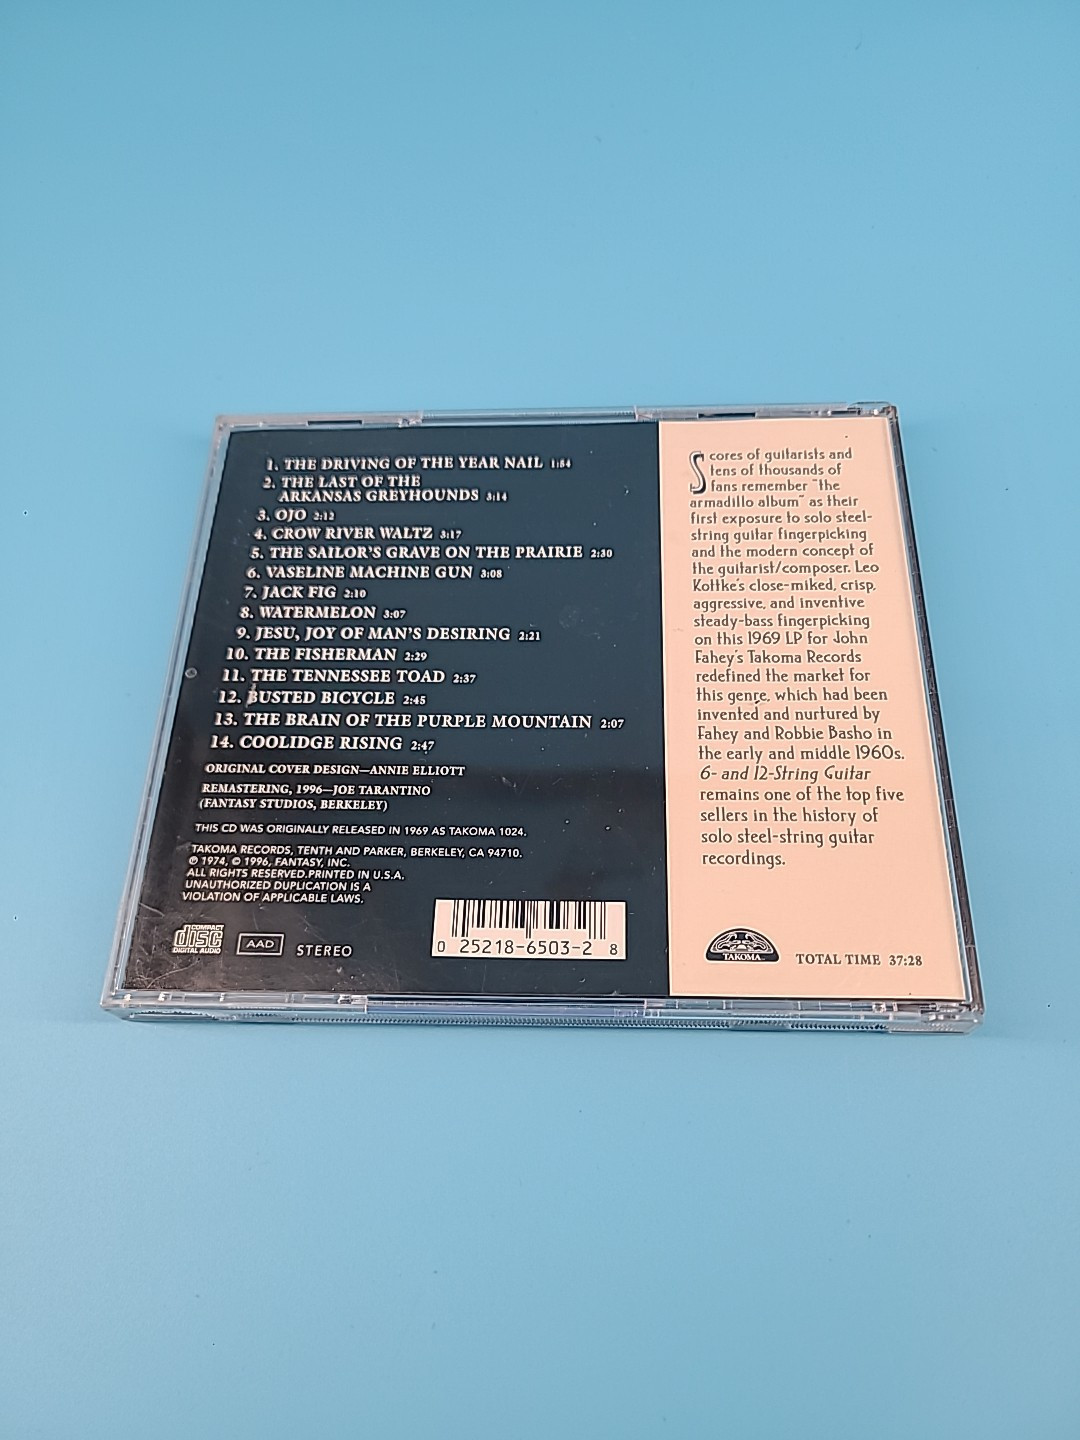 1. THE DRIVING OF THE YEAR NAIL 1:54
2. THE LAST OF THE
ARKANSAS GREYHOUNDS 3:14
3. OJO 2:12
4. CROW RIVER WALTZ 3:17
5. THE SAILOR'S GRAVE ON THE PRAIRIE 2:30
6. VASELINE MACHINE GUN 3:08
7. JACK FIG 2:10
8. WATERMELON 3:07
9. JESU, JOY OF MAN'S DESIRING 2:21
10. THE FISHERMAN 2:29
11. THE TENNESSEE TOAD 2:37
12. BUSTED BICYCLE 2:45
13. THE BRAIN OF THE PURPLE MOUNTAIN 2:07
14. COOLIDGE RISING 2:47
ORIGINAL COVER DESIGN—ANNIE ELLIOTT
REMASTERING, 1996—JOE TARANTINO
(FANTASY STUDIOS, BERKELEY)
THIS CD WAS ORIGINALLY RELEASED IN 1969 AS TAKOMA 1024.
TAKOMA RECORDS, TENTH AND PARKER, BERKELEY, CA 94710.
℗ 1974, © 1996, FANTASY, INC.
ALL RIGHTS RESERVED.PRINTED IN U.S.A.
UNAUTHORIZED DUPLICATION IS A
VIOLATION OF APPLICABLE LAWS.
COMPACT
disc
DIGITAL AUDIO
AAD
STEREO
0 25218-6503-2 8
Scores of guitarists and
tens of thousands of
fans remember "the
armadillo album" as their
first exposure to solo steel-
string guitar fingerpicking
and the modern concept of
the guitarist/composer. Leo
Kottke's close-miked, crisp,
aggressive, and inventive
steady-bass fingerpicking
on this 1969 LP for John
Fahey's Takoma Records
redefined the market for
this genre, which had been
invented and nurtured by
Fahey and Robbie Basho in
the early and middle 1960s.
6- and 12-String Guitar
remains one of the top five
sellers in the history of
solo steel-string guitar
recordings.
TAKOMA
TOTAL TIME 37:28